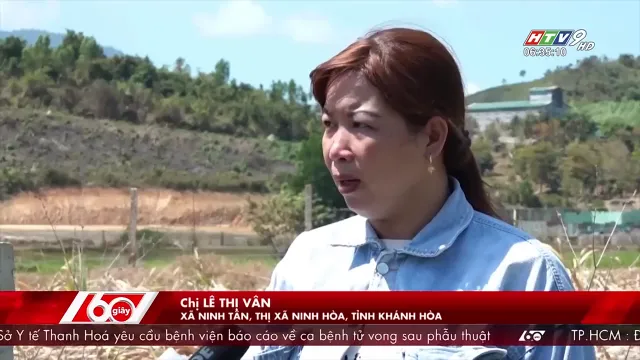 HTV9 HD
06:35:10
Chị LÊ THỊ VÂN
60 giây
XÃ NINH TÂN, THỊ XÃ NINH HÒA, TỈNH KHÁNH HÒA
Sở Y tế Thanh Hoá yêu cầu bệnh viện báo cáo về ca bệnh tử vong sau phẫu thuật 60 TP.HCM :